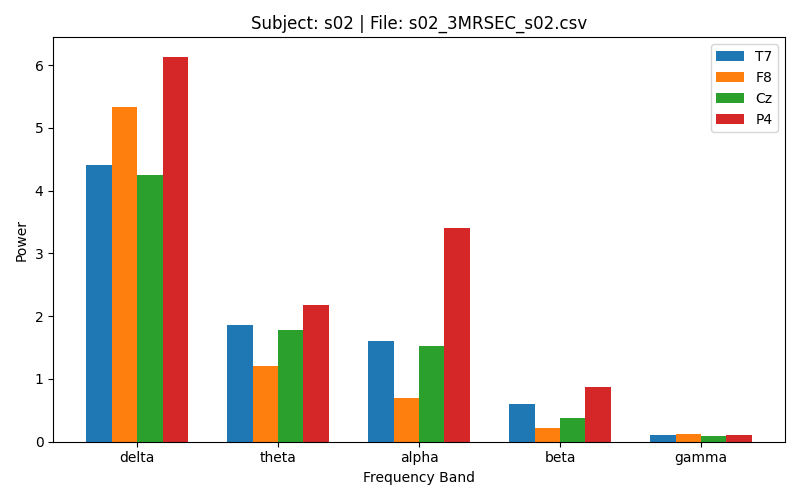 Subject: s02 | File: s02_3MRSEC_s02.csv
T7
F8
Cz
P4
Power
6
5
4
3
2
1
0
delta theta alpha beta gamma
Frequency Band